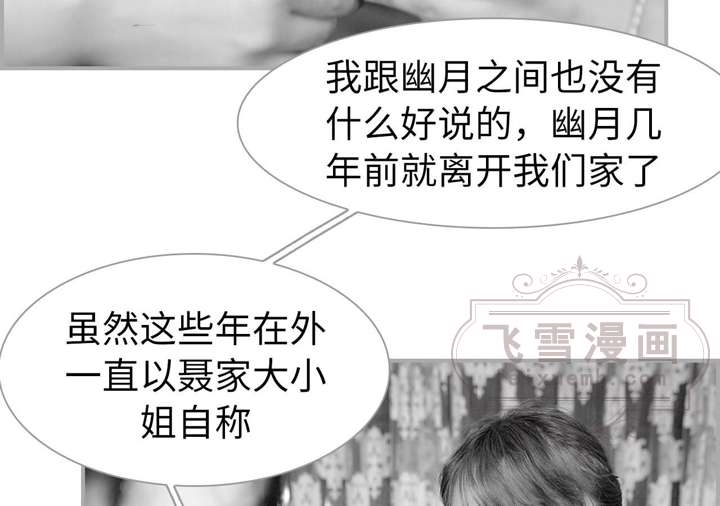 我跟幽月之间也没有
什么好说的，幽月几
年前就离开我们家了
虽然这些年在外
一直以聂家大小
姐自称
飞雪漫画